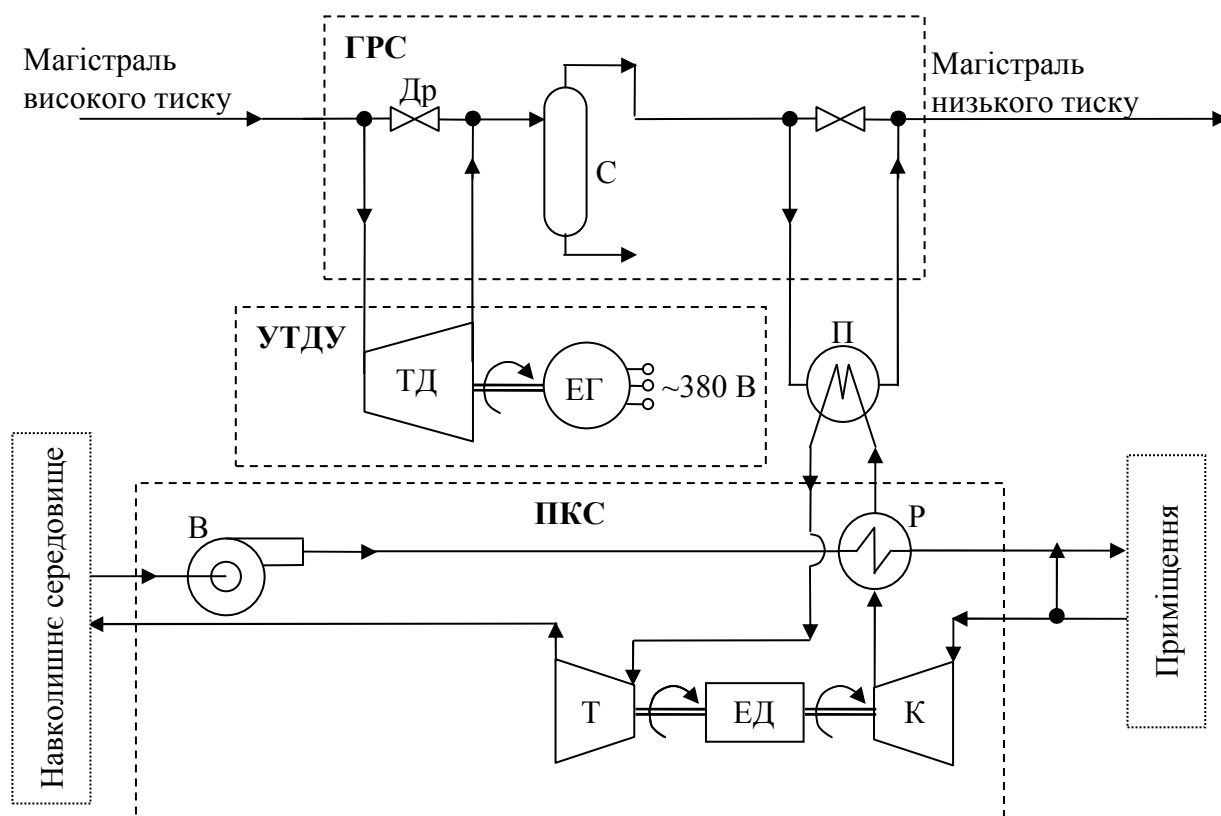 ГРС
Магістраль
високого тиску
Др
Магістраль
низького тиску
С
УТДУ
П
ТД
ЕГ
~380 В
Навколишнє середовище
ПКС
В
Р
Приміщення
Т
ЕД
К